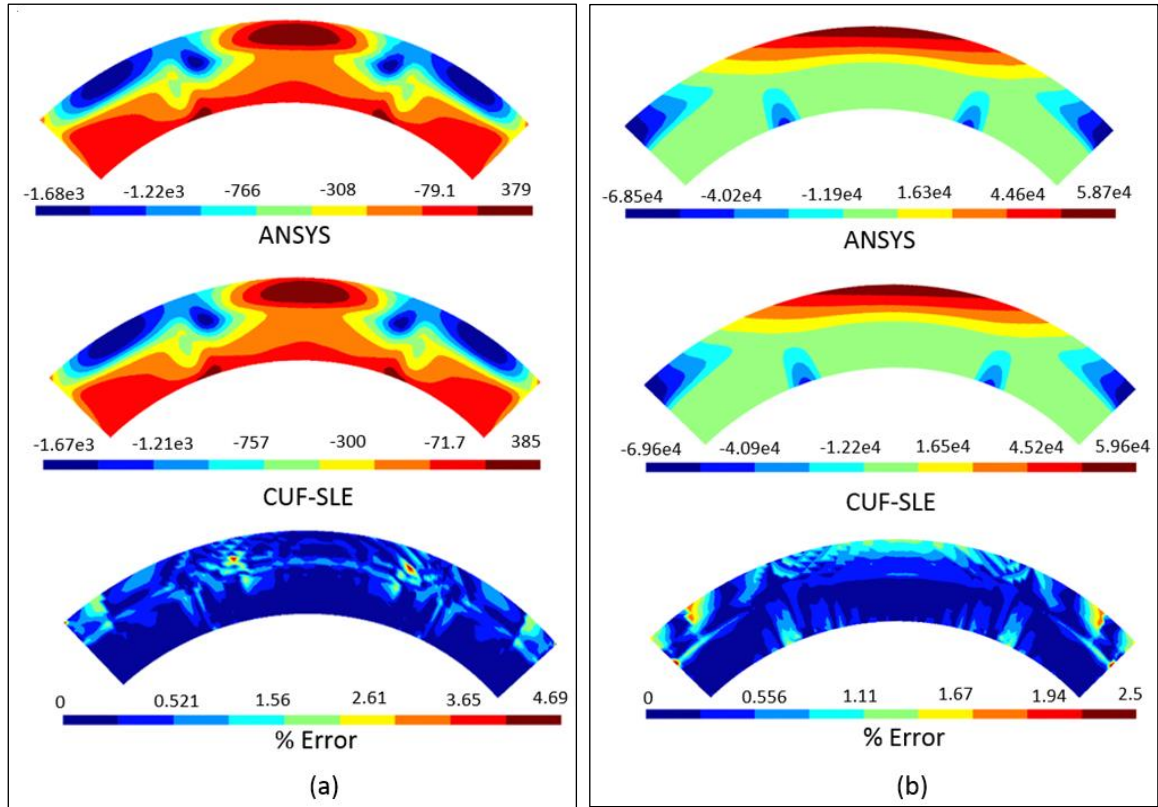 -1.68e3 -1.22e3 -766 -308 -79.1 379
ANSYS
-1.67e3 -1.21e3 -757 -300 -71.7 385
CUF-SLE
0 0.521 1.56 2.61 3.65 4.69
% Error
(a)
-6.85e4 -4.02e4 -1.19e4 1.63e4 4.46e4 5.87e4
ANSYS
-6.96e4 -4.09e4 -1.22e4 1.65e4 4.52e4 5.96e4
CUF-SLE
0 0.556 1.11 1.67 1.94 2.5
% Error
(b)